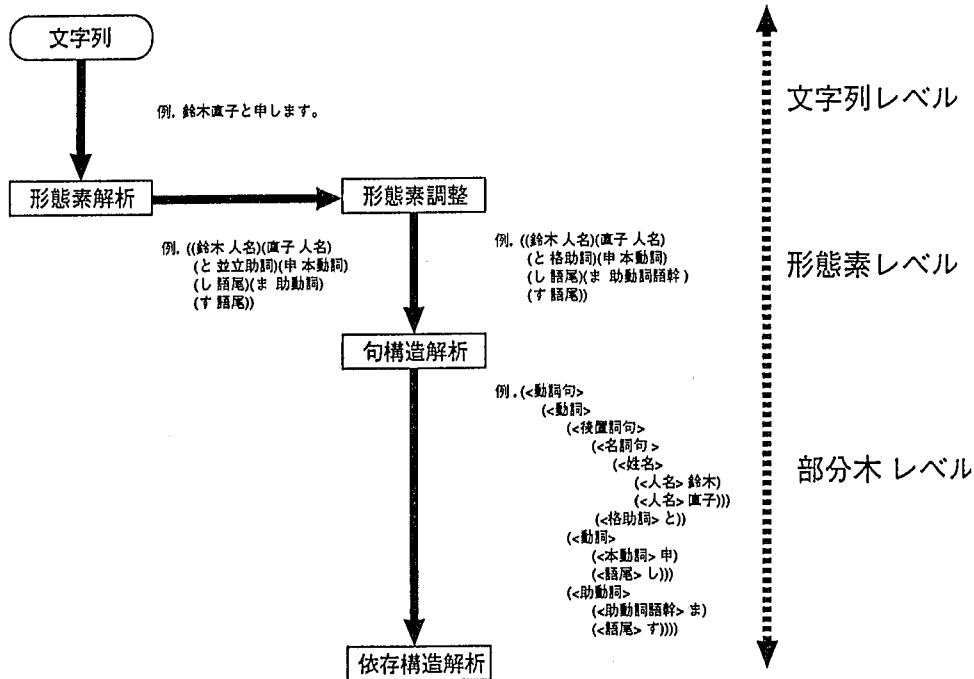 文字列
例. 鈴木直子と申します。
文字列レベル
形態素解析
形態素調整
例. ((鈴木 人名)(直子 人名)
(と 並立助詞)(申 本動詞)
(し 語尾)(ま 助動詞)
(す 語尾))
例. ((鈴木 人名)(直子 人名)
(と 格助詞)(申 本動詞)
(し 語尾)(ま 助動詞語幹)
(す 語尾))
形態素レベル
句構造解析
例. (<動詞句>
(<動詞>
(<後置詞句>
(<名詞句>
(<姓名>
(<人名> 鈴木)
(<人名> 直子)))
(<格助詞> と))
(<動詞>
(<本動詞> 申)
(<語尾> し)))
(<助動詞>
(<助動詞語幹> ま)
(<語尾> す))))
部分木 レベル
依存構造解析